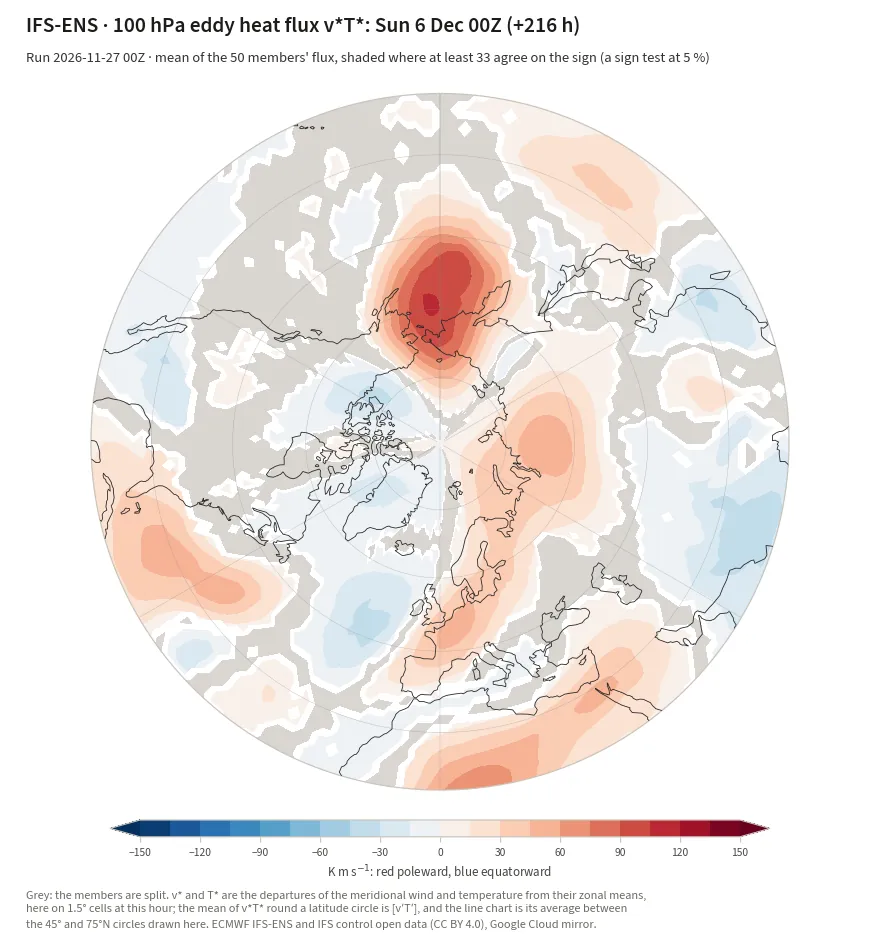 IFS-ENS · 100 hPa eddy heat flux v*T*: Sun 6 Dec 00Z (+216 h)
Run 2026-11-27 00Z · mean of the 50 members' flux, shaded where at least 33 agree on the sign (a sign test at 5 %)
−150 −120 −90 −60 −30 0 30 60 90 120 150
K m s⁻¹: red poleward, blue equatorward
Grey: the members are split. v* and T* are the departures of the meridional wind and temperature from their zonal means,
here on 1.5° cells at this hour; the mean of v*T* round a latitude circle is [v'T'], and the line chart is its average between
the 45° and 75°N circles drawn here. ECMWF IFS-ENS and IFS control open data (CC BY 4.0), Google Cloud mirror.